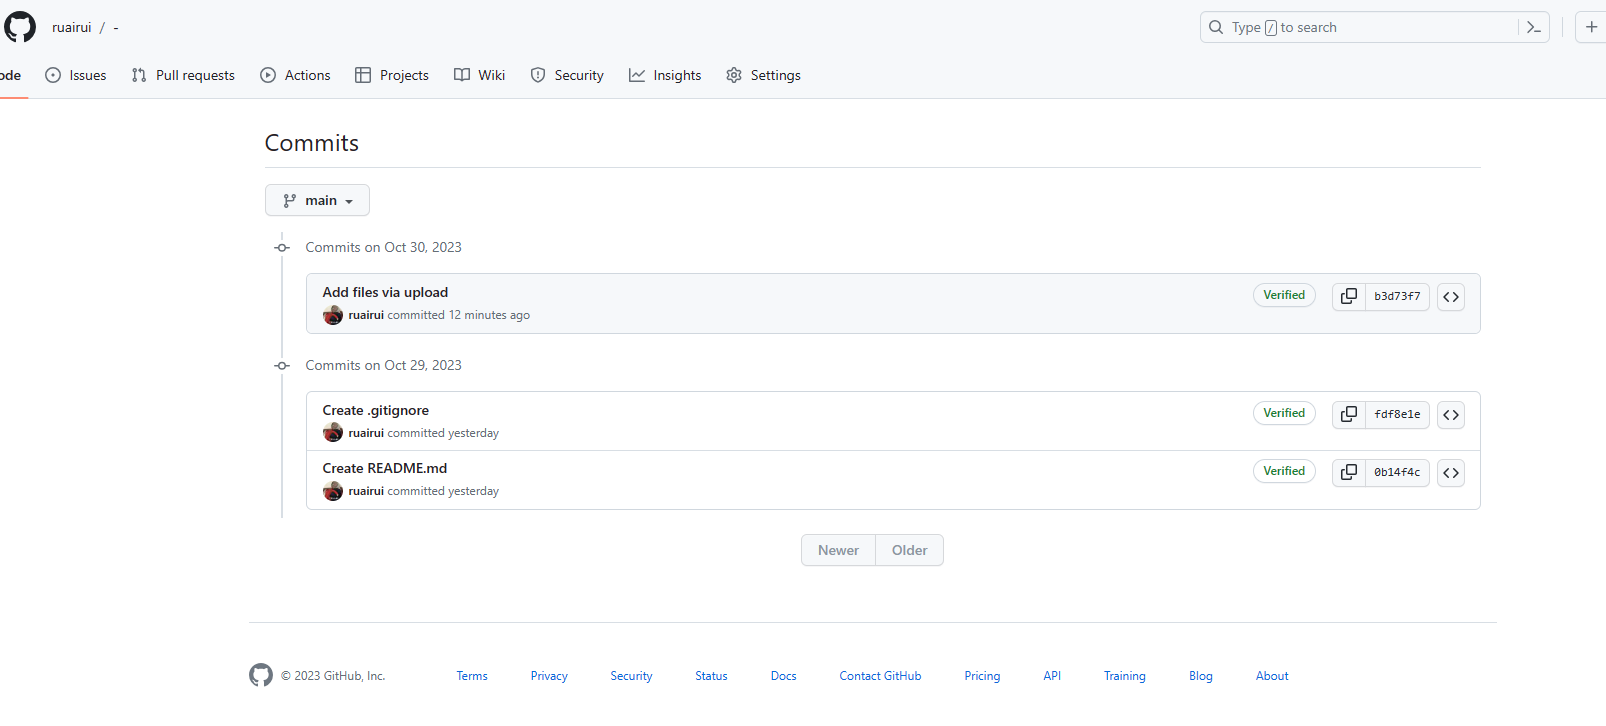 ruairui / -
Type / to search
ode Issues Pull requests Actions Projects Wiki Security Insights Settings
Commits
main
Commits on Oct 30, 2023
Add files via upload
Verified b3d73f7
ruairui committed 12 minutes ago
Commits on Oct 29, 2023
Create .gitignore
Verified fdf8e1e
ruairui committed yesterday
Create README.md
Verified 0b14f4c
ruairui committed yesterday
Newer Older
© 2023 GitHub, Inc. Terms Privacy Security Status Docs Contact GitHub Pricing API Training Blog About